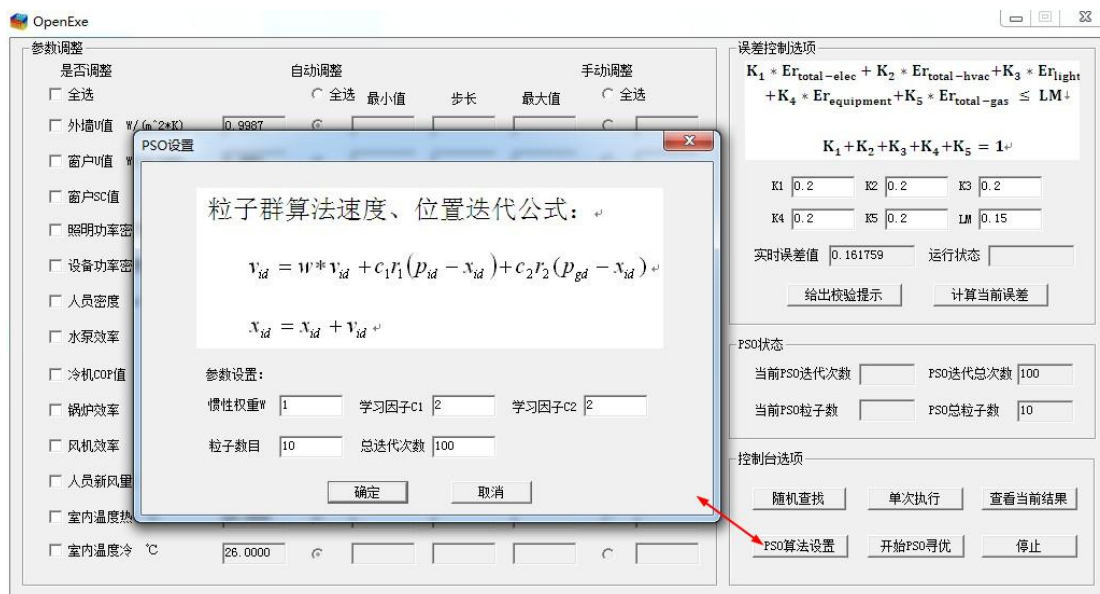 OpenExe
参数调整
是否调整 自动调整 手动调整
全选 全选 最小值 步长 最大值 全选
外墙U值 W/(m^2*K) 0.9987
窗户U值
窗户SC值
照明功率密
设备功率密
人员密度
水泵效率
冷机COP值
锅炉效率
风机效率
人员新风量
室内温度热
室内温度冷 ℃ 26.0000
PSO设置
粒子群算法速度、位置迭代公式：
v_id = w*v_id + c₁r₁(p_id − x_id) + c₂r₂(p_gd − x_id)
x_id = x_id + v_id
参数设置：
惯性权重W 1 学习因子C1 2 学习因子C2 2
粒子数目 10 总迭代次数 100
确定 取消
误差控制选项
K₁ * Er_total−elec + K₂ * Er_total−hvac+K₃ * Er_light
+K₄ * Er_equipment+K₅ * Er_total−gas ≤ LM↓
K₁+K₂+K₃+K₄+K₅ = 1
K1 0.2 K2 0.2 K3 0.2
K4 0.2 K5 0.2 LM 0.15
实时误差值 0.161759 运行状态
给出校验提示 计算当前误差
PSO状态
当前PSO迭代次数 PSO迭代总次数 100
当前PSO粒子数 PSO总粒子数 10
控制台选项
随机查找 单次执行 查看当前结果
PSO算法设置 开始PSO寻优 停止